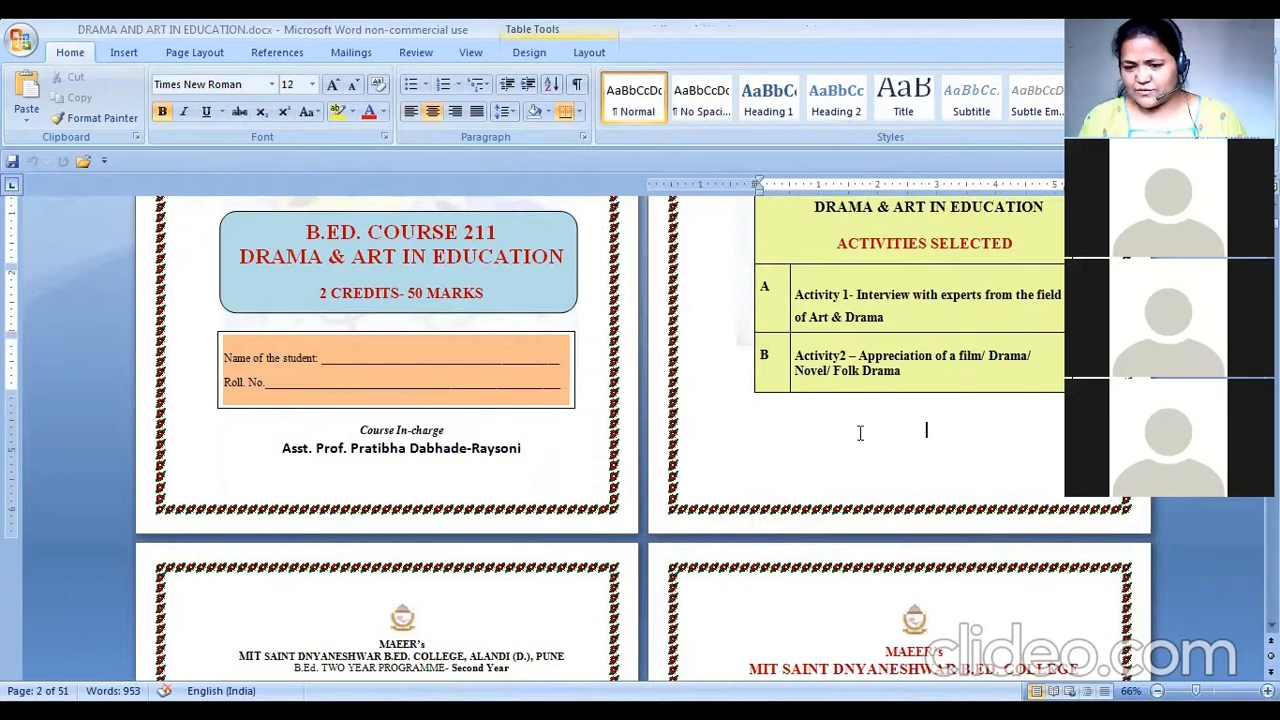 DRAMA AND ART IN EDUCATION.docx - Microsoft Word non-commercial use
Table Tools
Home Insert Page Layout References Mailings Review View Design Layout
Paste
Cut
Copy
Format Painter
Clipboard
Times New Roman 12
Font
Paragraph
AaBbCcDc AaBbCcDc AaBbC AaBbCc AaB AaBbCc. AaBbCcDc
¶ Normal ¶ No Spaci... Heading 1 Heading 2 Title Subtitle Subtle Em...
Styles
B.ED. COURSE 211
DRAMA & ART IN EDUCATION
2 CREDITS- 50 MARKS
Name of the student:
Roll. No.
Course In-charge
Asst. Prof. Pratibha Dabhade-Raysoni
DRAMA & ART IN EDUCATION
ACTIVITIES SELECTED
A
Activity 1- Interview with experts from the field
of Art & Drama
B
Activity2 – Appreciation of a film/ Drama/
Novel/ Folk Drama
MAEER's
MIT SAINT DNYANESHWAR B.ED. COLLEGE, ALANDI (D.), PUNE
B.Ed. TWO YEAR PROGRAMME- Second Year
MAEER's
MIT SAINT DNYANESHWAR B.ED. COLLEGE
clideo.com
Page: 2 of 51 Words: 953 English (India) 66%